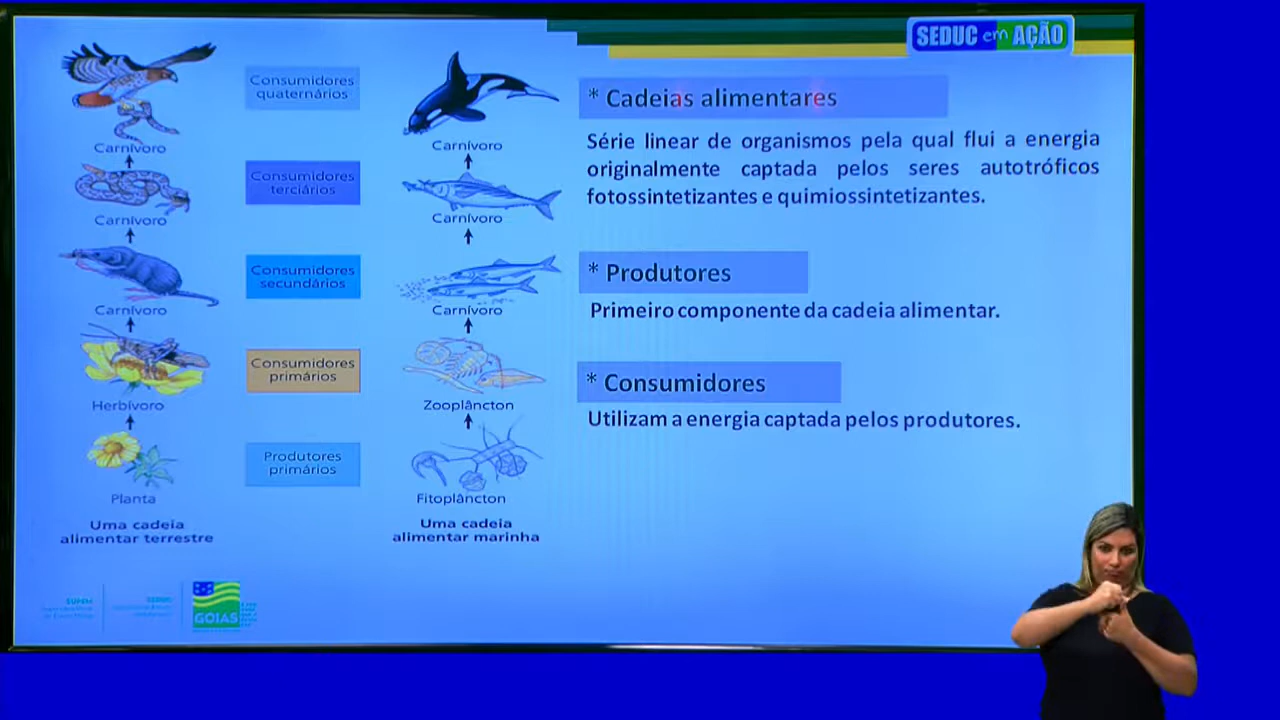 SEDUC em AÇÃO
Consumidores
quaternários
Carnívoro
Carnívoro
Consumidores
terciários
Carnívoro
Carnívoro
Consumidores
secundários
Carnívoro
Carnívoro
Consumidores
primários
Herbívoro
Zooplâncton
Produtores
primários
Planta
Fitoplâncton
Uma cadeia
alimentar terrestre
Uma cadeia
alimentar marinha
* Cadeias alimentares
Série linear de organismos pela qual flui a energia
originalmente captada pelos seres autotróficos
fotossintetizantes e quimiossintetizantes.
* Produtores
Primeiro componente da cadeia alimentar.
* Consumidores
Utilizam a energia captada pelos produtores.
SUPEM
GOIÁS